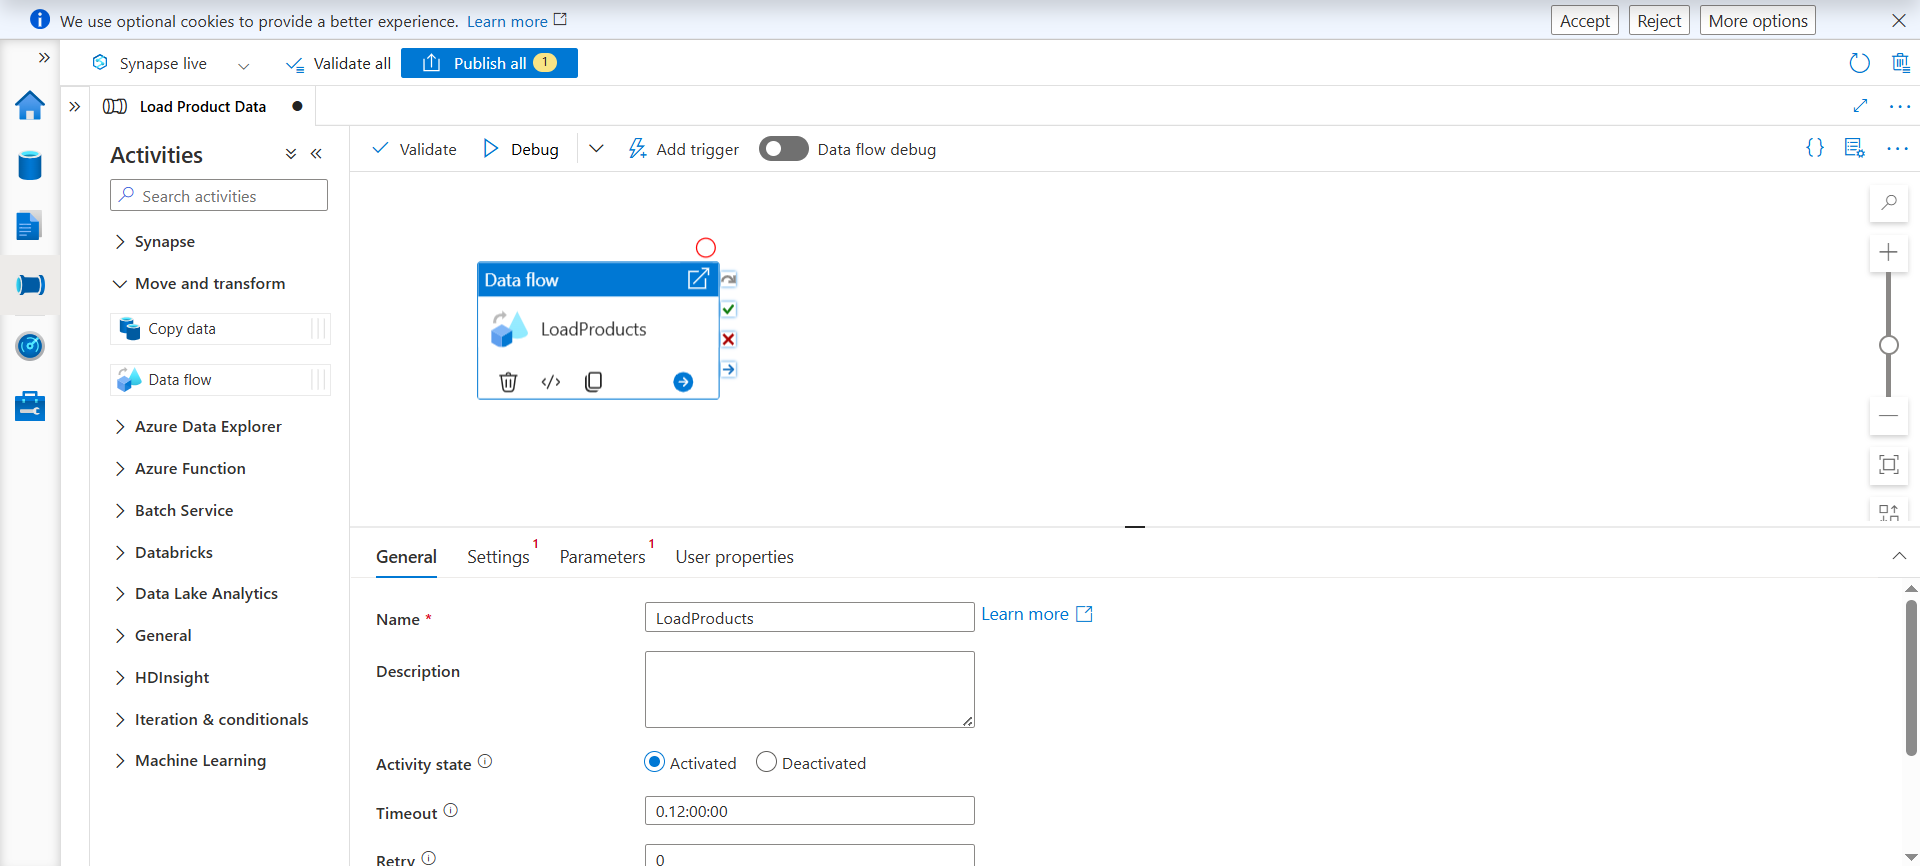 We use optional cookies to provide a better experience. Learn more
Accept
Reject
More options
Synapse live
Validate all
Publish all 1
Load Product Data
Activities
Search activities
Synapse
Move and transform
Copy data
Data flow
Azure Data Explorer
Azure Function
Batch Service
Databricks
Data Lake Analytics
General
HDInsight
Iteration & conditionals
Machine Learning
Validate
Debug
Add trigger
Data flow debug
Data flow
LoadProducts
General
Settings 1
Parameters 1
User properties
Name *
LoadProducts
Learn more
Description
Activity state
Activated
Deactivated
Timeout
0.12:00:00
Retry
0